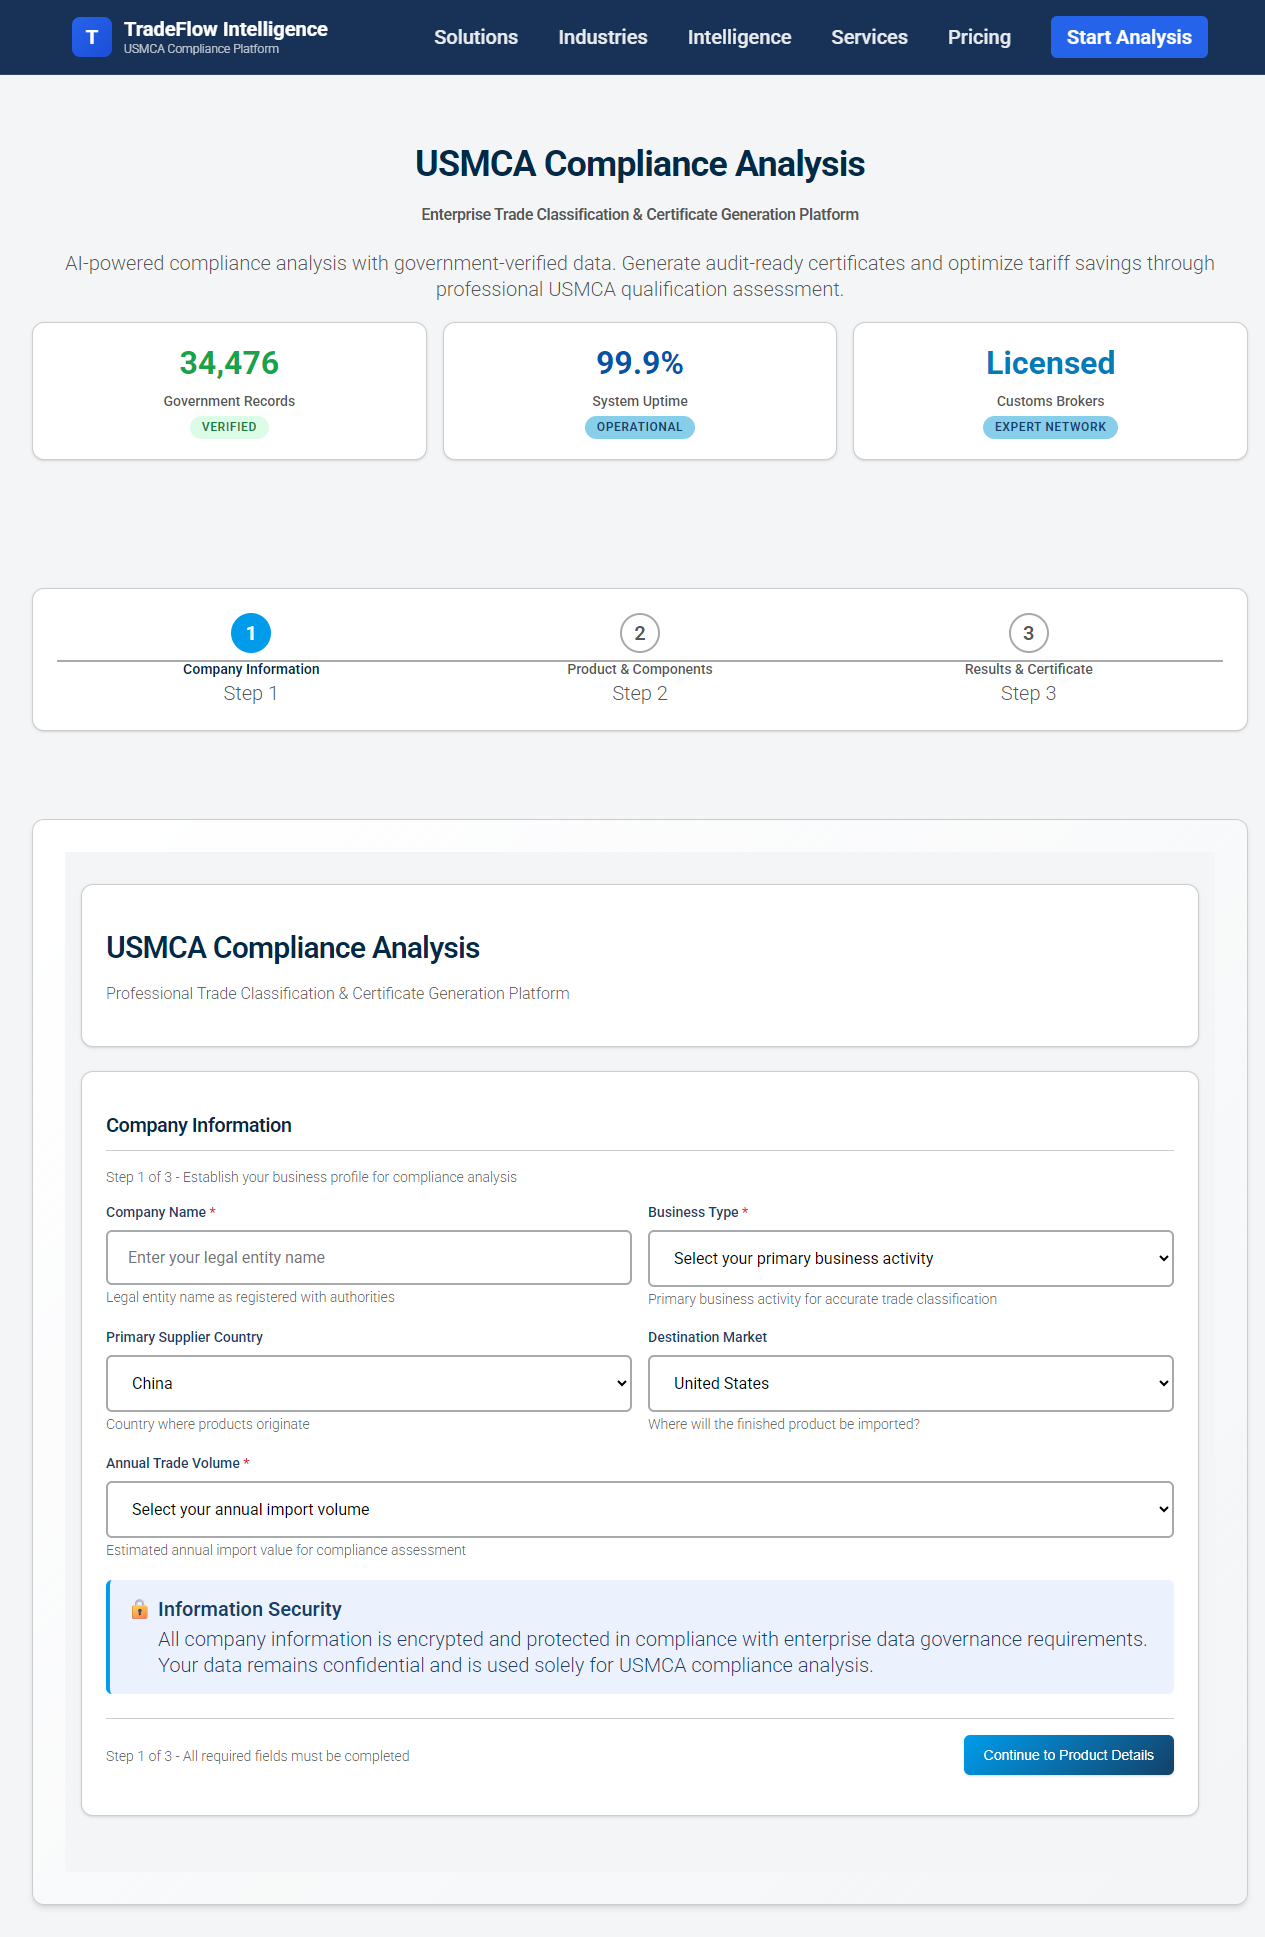 T
TradeFlow Intelligence
USMCA Compliance Platform
Solutions
Industries
Intelligence
Services
Pricing
Start Analysis
USMCA Compliance Analysis
Enterprise Trade Classification & Certificate Generation Platform
AI-powered compliance analysis with government-verified data. Generate audit-ready certificates and optimize tariff savings through
professional USMCA qualification assessment.
34,476
Government Records
VERIFIED
99.9%
System Uptime
OPERATIONAL
Licensed
Customs Brokers
EXPERT NETWORK
1
Company Information
Step 1
2
Product & Components
Step 2
3
Results & Certificate
Step 3
USMCA Compliance Analysis
Professional Trade Classification & Certificate Generation Platform
Company Information
Step 1 of 3 - Establish your business profile for compliance analysis
Company Name *
Enter your legal entity name
Legal entity name as registered with authorities
Business Type *
Select your primary business activity
Primary business activity for accurate trade classification
Primary Supplier Country
China
Country where products originate
Destination Market
United States
Where will the finished product be imported?
Annual Trade Volume *
Select your annual import volume
Estimated annual import value for compliance assessment
🔒 Information Security
All company information is encrypted and protected in compliance with enterprise data governance requirements.
Your data remains confidential and is used solely for USMCA compliance analysis.
Step 1 of 3 - All required fields must be completed
Continue to Product Details